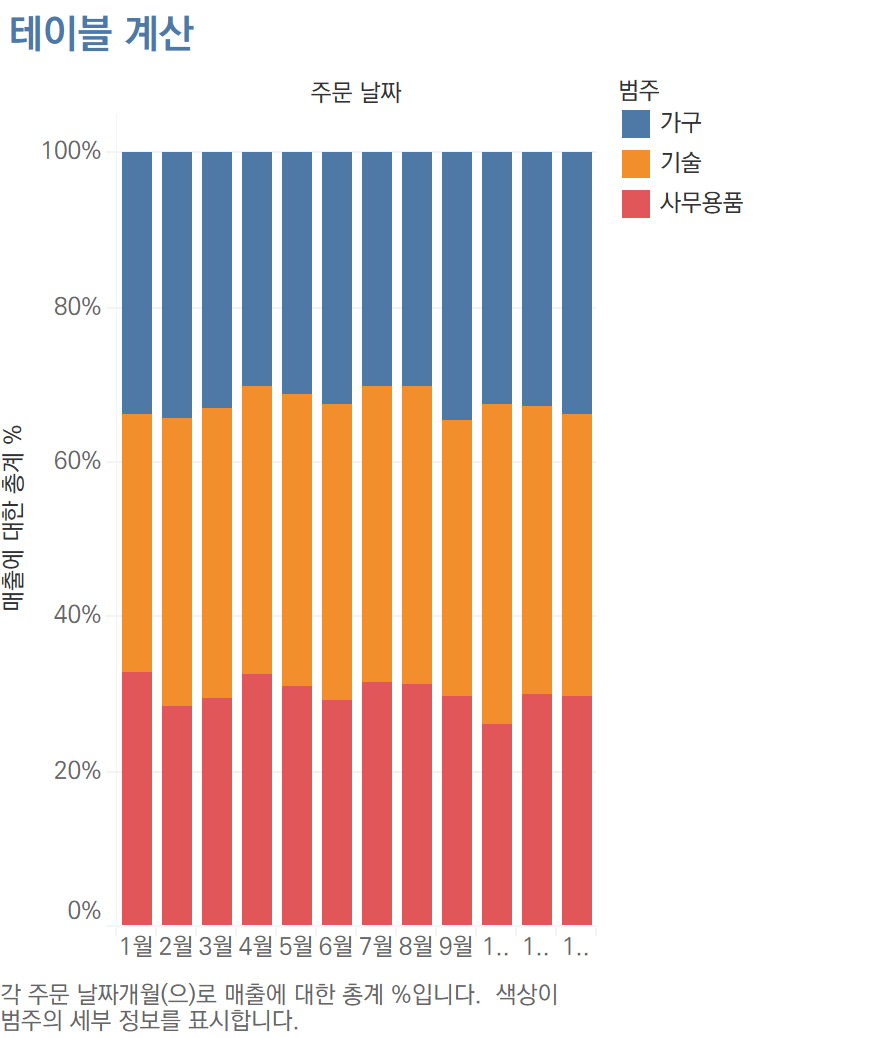 테이블 계산
주문 날짜
범주
가구
기술
사무용품
100%
80%
60%
40%
20%
0%
매출에 대한 총계 %
1월 2월 3월 4월 5월 6월 7월 8월 9월 1.. 1.. 1..
각 주문 날짜개월(으)로 매출에 대한 총계 %입니다.  색상이
범주의 세부 정보를 표시합니다.